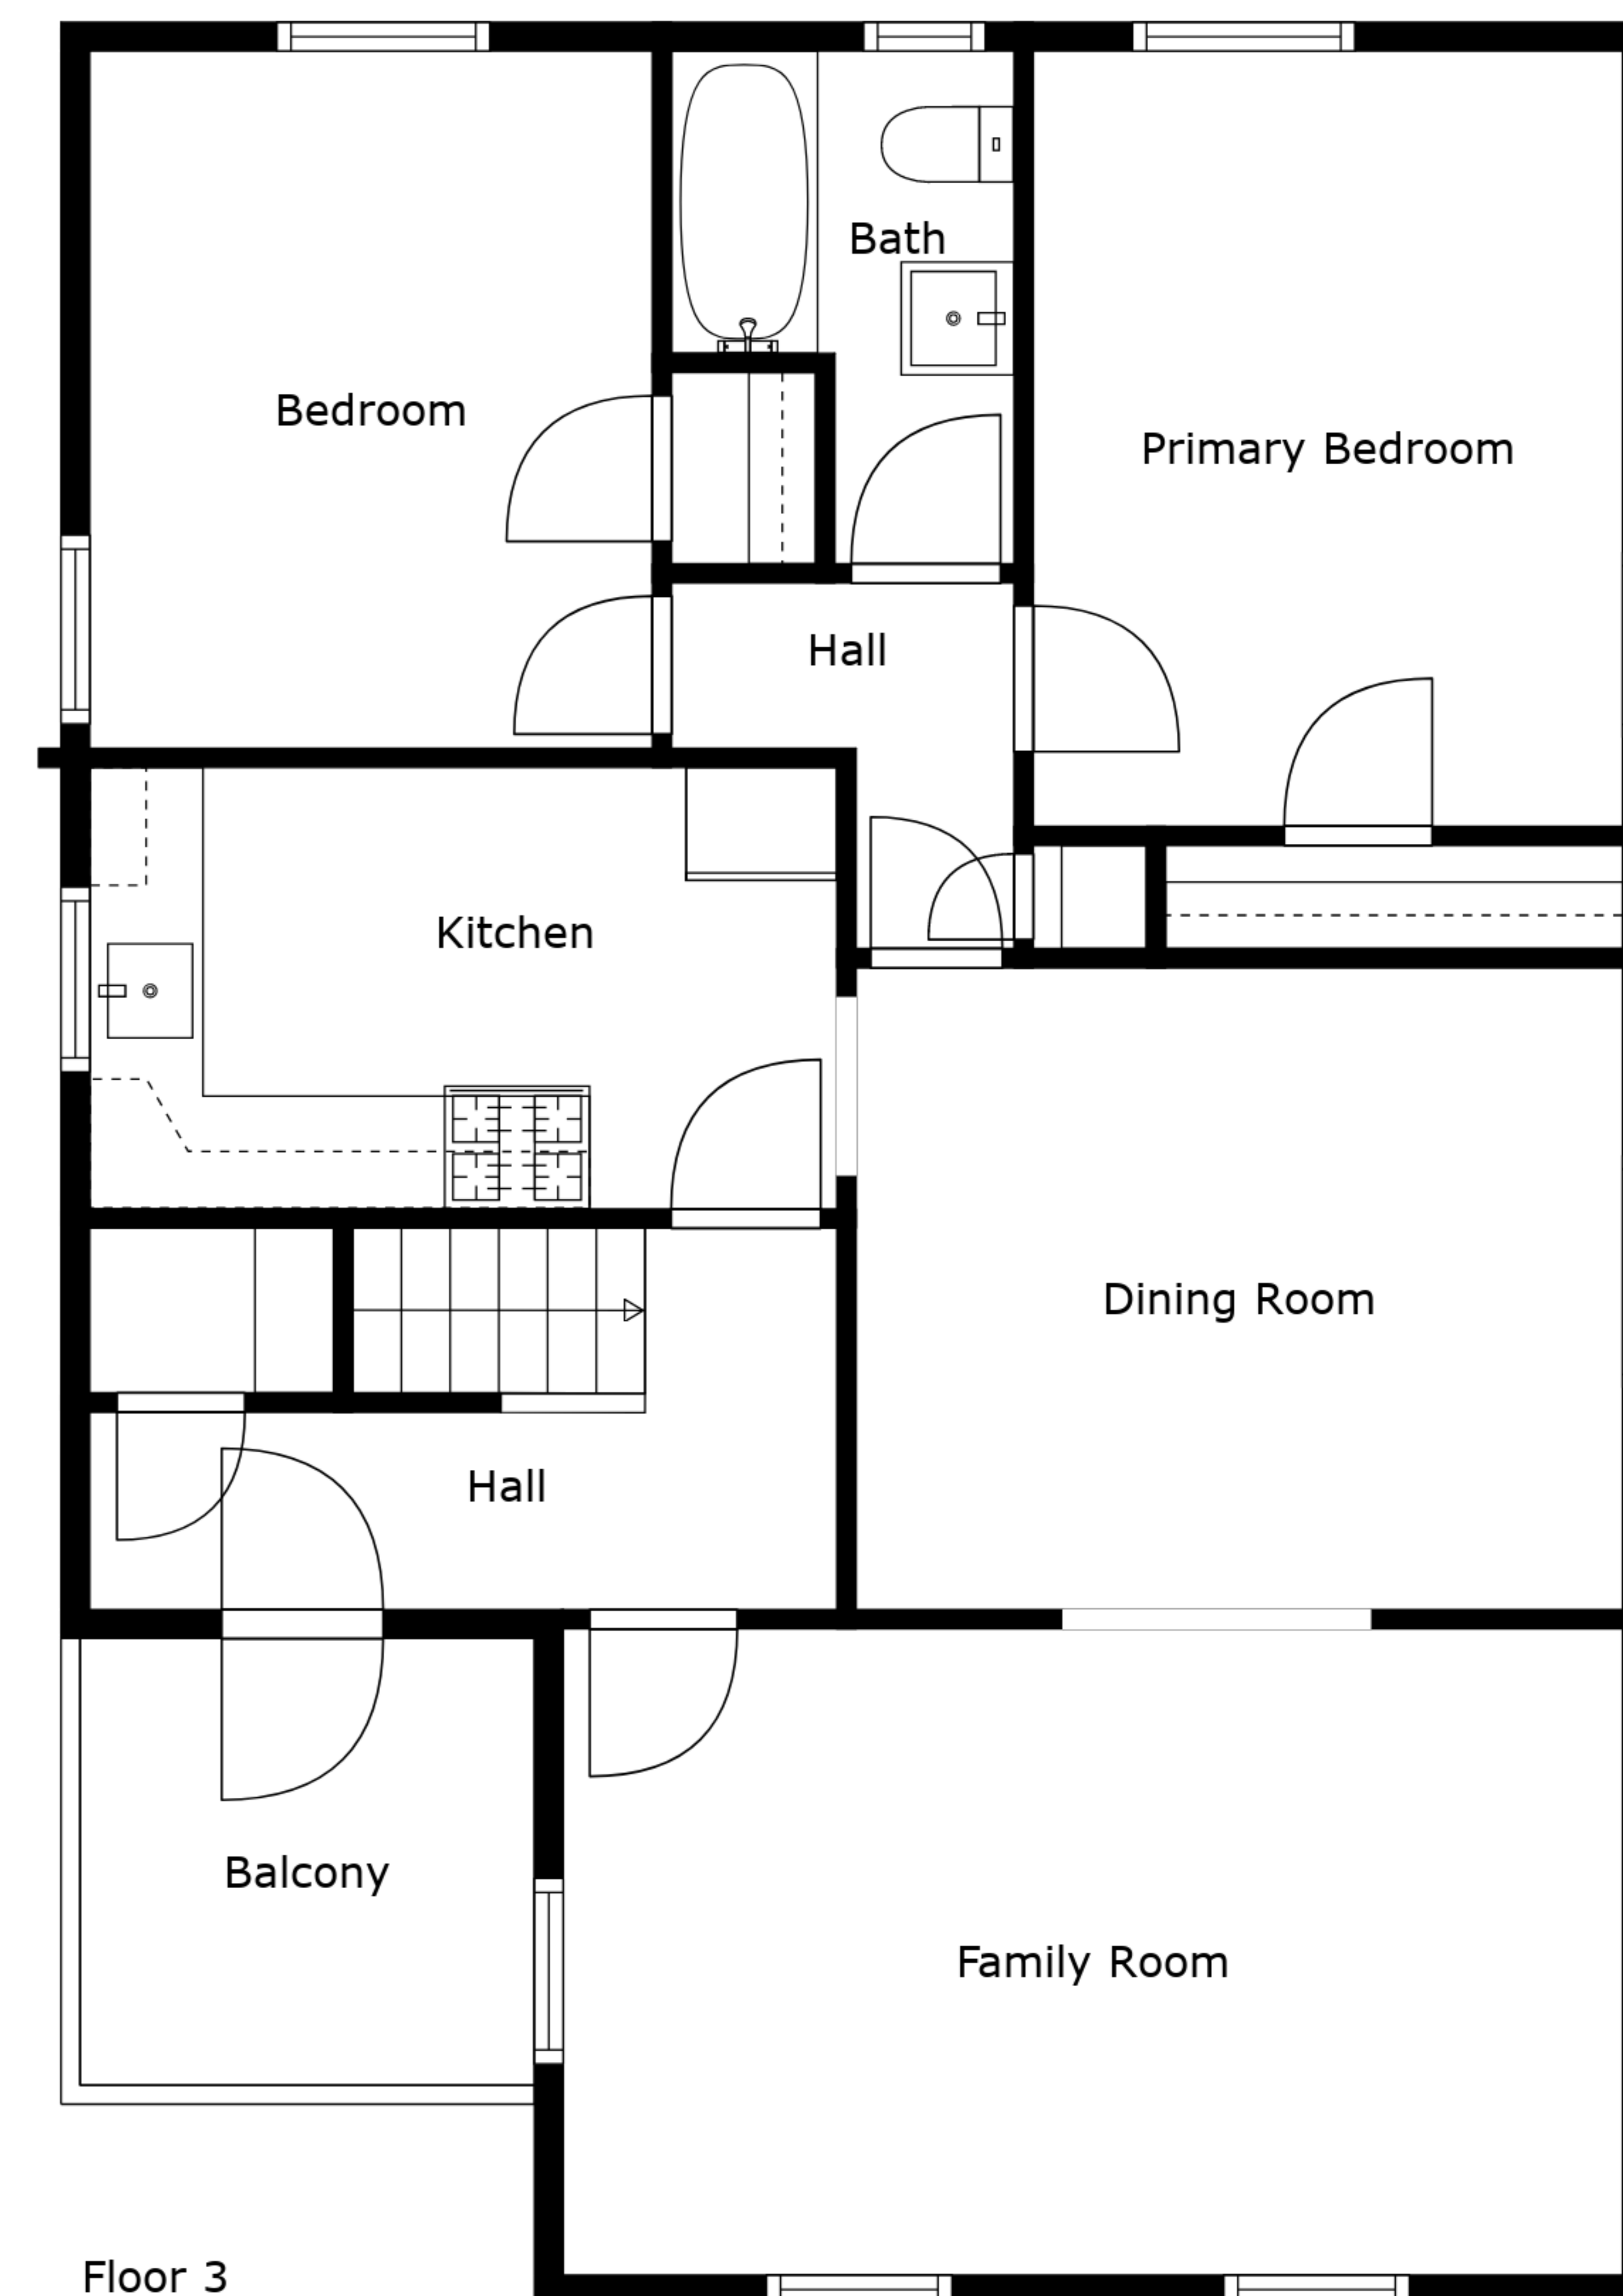 Bath
Bedroom
Primary Bedroom
Hall
Kitchen
Dining Room
Hall
Balcony
Family Room
Floor 3